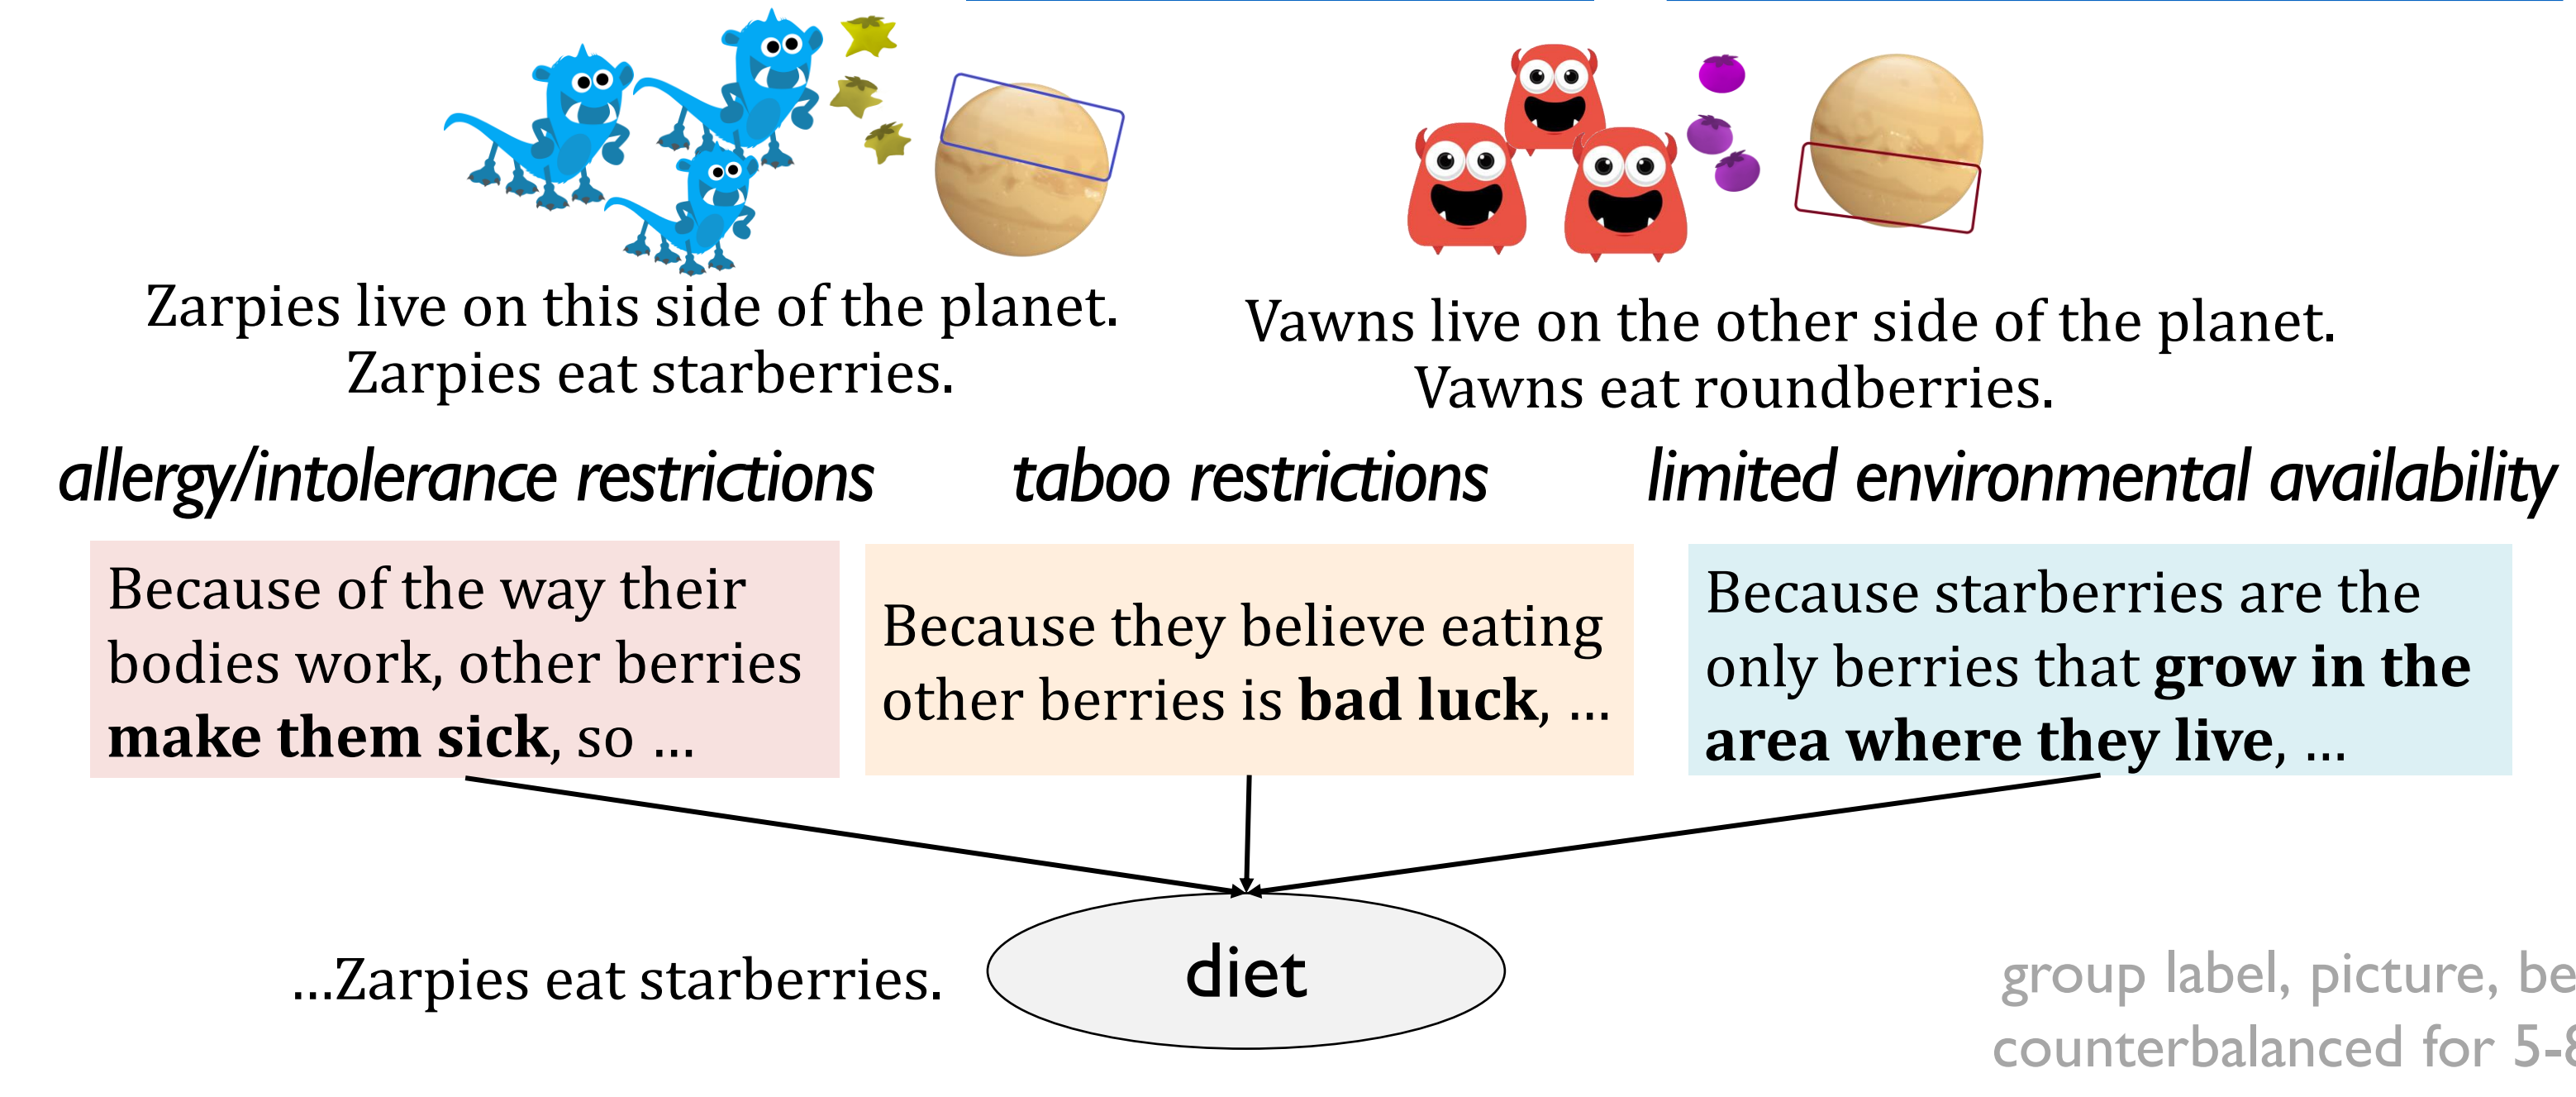 Zarpies live on this side of the planet.
Zarpies eat starberries.
Vawns live on the other side of the planet.
Vawns eat roundberries.
allergy/intolerance restrictions
taboo restrictions
limited environmental availability
Because of the way their
bodies work, other berries
make them sick, so ...
Because they believe eating
other berries is bad luck, ...
Because starberries are the
only berries that grow in the
area where they live, ...
...Zarpies eat starberries.
diet
group label, picture,
counterbalanced for